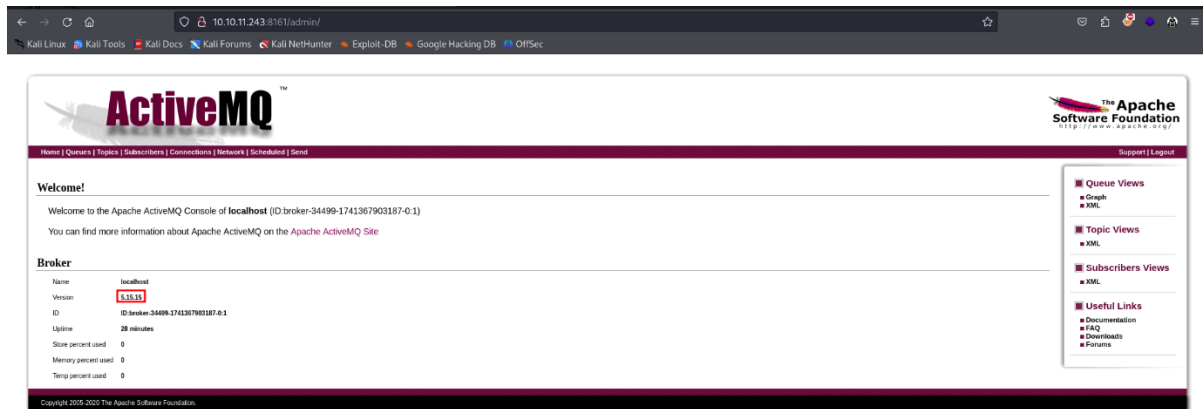 10.10.11.243:8161/admin/
Kali Linux Kali Tools Kali Docs Kali Forums Kali NetHunter Exploit-DB Google Hacking DB OffSec
ActiveMQ™
The Apache
Software Foundation
http://www.apache.org/
Home | Queues | Topics | Subscribers | Connections | Network | Scheduled | Send
Support | Logout
Welcome!
Welcome to the Apache ActiveMQ Console of localhost (ID:broker-34499-1741367903187-0:1)
You can find more information about Apache ActiveMQ on the Apache ActiveMQ Site
Broker
Name localhost
Version 5.15.15
ID ID:broker-34499-1741367903187-0:1
Uptime 28 minutes
Store percent used 0
Memory percent used 0
Temp percent used 0
Queue Views
Graph
XML
Topic Views
XML
Subscribers Views
XML
Useful Links
Documentation
FAQ
Downloads
Forums
Copyright 2005-2020 The Apache Software Foundation.